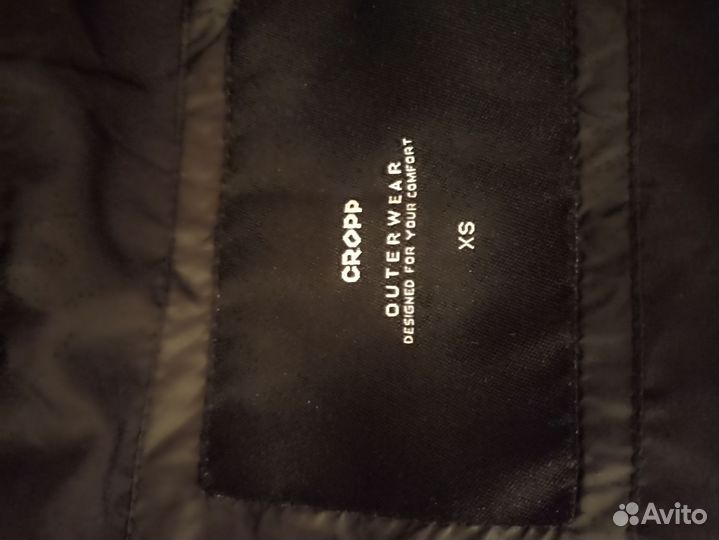 CROPP
OUTERWEAR
DESIGNED FOR YOUR COMFORT
XS
Avito